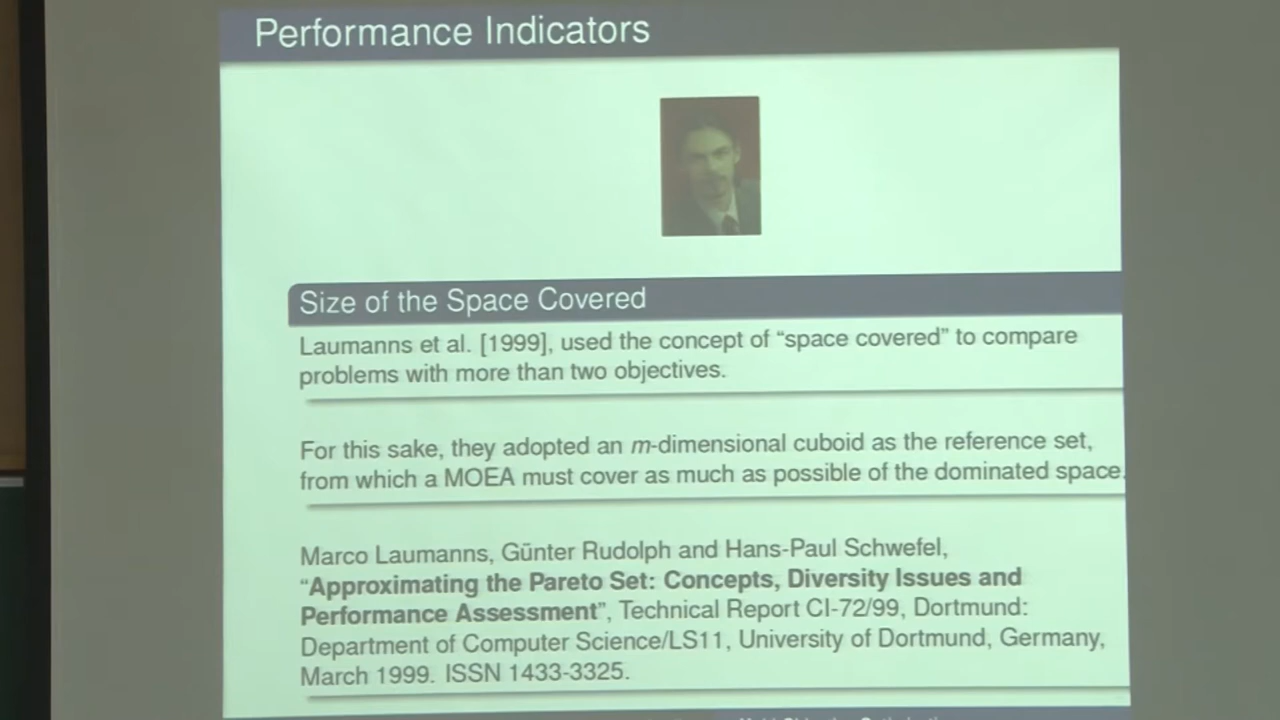 Performance Indicators
Size of the Space Covered
Laumanns et al. [1999], used the concept of “space covered” to compare
problems with more than two objectives.
For this sake, they adopted an m-dimensional cuboid as the reference set,
from which a MOEA must cover as much as possible of the dominated space.
Marco Laumanns, Günter Rudolph and Hans-Paul Schwefel,
“Approximating the Pareto Set: Concepts, Diversity Issues and
Performance Assessment”, Technical Report CI-72/99, Dortmund:
Department of Computer Science/LS11, University of Dortmund, Germany,
March 1999. ISSN 1433-3325.